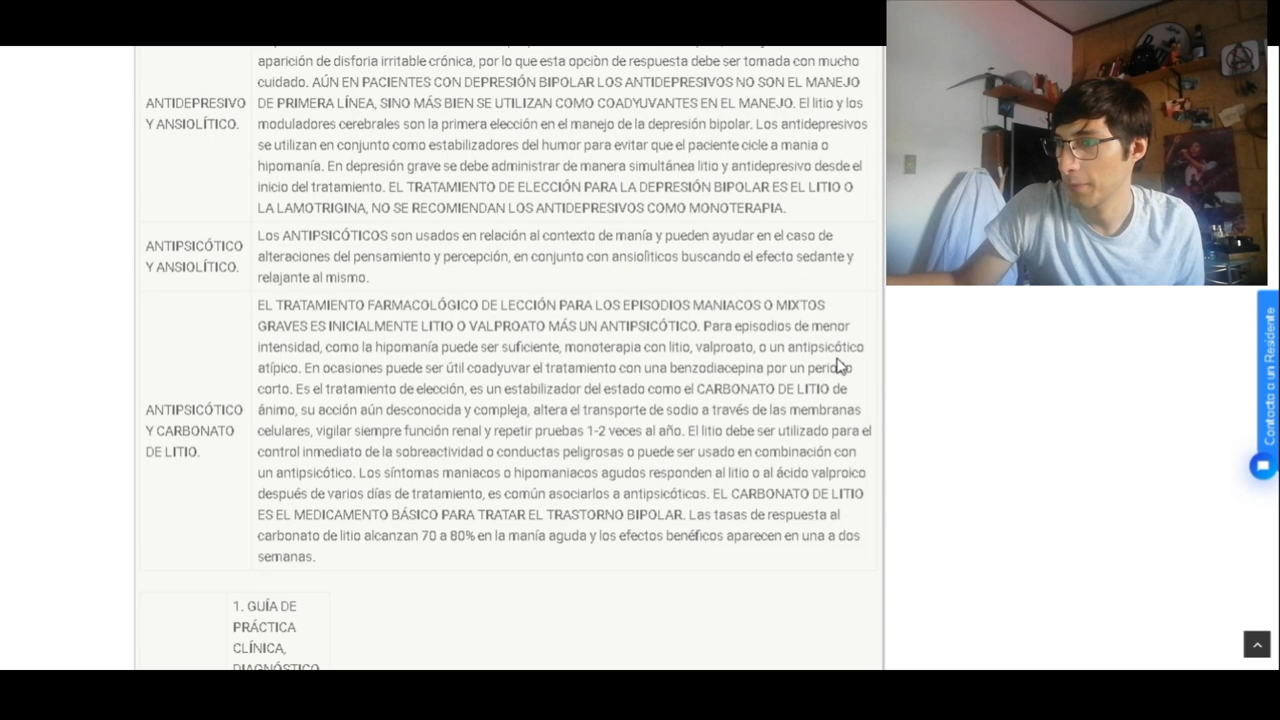 aparición de disforia irritable crónica, por lo que esta opciòn de respuesta debe ser tomada con mucho
cuidado. AÚN EN PACIENTES CON DEPRESIÓN BIPOLAR LOS ANTIDEPRESIVOS NO SON EL MANEJO
DE PRIMERA LÍNEA, SINO MÁS BIEN SE UTILIZAN COMO COADYUVANTES EN EL MANEJO. El litio y los
moduladores cerebrales son la primera elección en el manejo de la depresión bipolar. Los antidepresivos
se utilizan en conjunto como estabilizadores del humor para evitar que el paciente cicle a mania o
hipomanía. En depresión grave se debe administrar de manera simultánea litio y antidepresivo desde el
inicio del tratamiento. EL TRATAMIENTO DE ELECCIÓN PARA LA DEPRESIÓN BIPOLAR ES EL LITIO O
LA LAMOTRIGINA, NO SE RECOMIENDAN LOS ANTIDEPRESIVOS COMO MONOTERAPIA.
ANTIDEPRESIVO
Y ANSIOLÍTICO.
Los ANTIPSICÓTICOS son usados en relación al contexto de manía y pueden ayudar en el caso de
alteraciones del pensamiento y percepción, en conjunto con ansiolìticos buscando el efecto sedante y
relajante al mismo.
ANTIPSICÓTICO
Y ANSIOLÍTICO.
EL TRATAMIENTO FARMACOLÓGICO DE LECCIÓN PARA LOS EPISODIOS MANIACOS O MIXTOS
GRAVES ES INICIALMENTE LITIO O VALPROATO MÁS UN ANTIPSICÓTICO. Para episodios de menor
intensidad, como la hipomanía puede ser suficiente, monoterapia con litio, valproato, o un antipsicótico
atípico. En ocasiones puede ser útil coadyuvar el tratamiento con una benzodiacepina por un periodo
corto. Es el tratamiento de elección, es un estabilizador del estado como el CARBONATO DE LITIO de
ánimo, su acción aún desconocida y compleja, altera el transporte de sodio a través de las membranas
celulares, vigilar siempre función renal y repetir pruebas 1-2 veces al año. El litio debe ser utilizado para el
control inmediato de la sobreactividad o conductas peligrosas o puede ser usado en combinación con
un antipsicótico. Los síntomas maniacos o hipomaniacos agudos responden al litio o al ácido valproico
después de varios días de tratamiento, es común asociarlos a antipsicóticos. EL CARBONATO DE LITIO
ES EL MEDICAMENTO BÁSICO PARA TRATAR EL TRASTORNO BIPOLAR. Las tasas de respuesta al
carbonato de litio alcanzan 70 a 80% en la manía aguda y los efectos benéficos aparecen en una a dos
semanas.
ANTIPSICÓTICO
Y CARBONATO
DE LITIO.
1. GUÍA DE
PRÁCTICA
CLÍNICA,
DIAGNÓSTICO
Contacta a un Residente